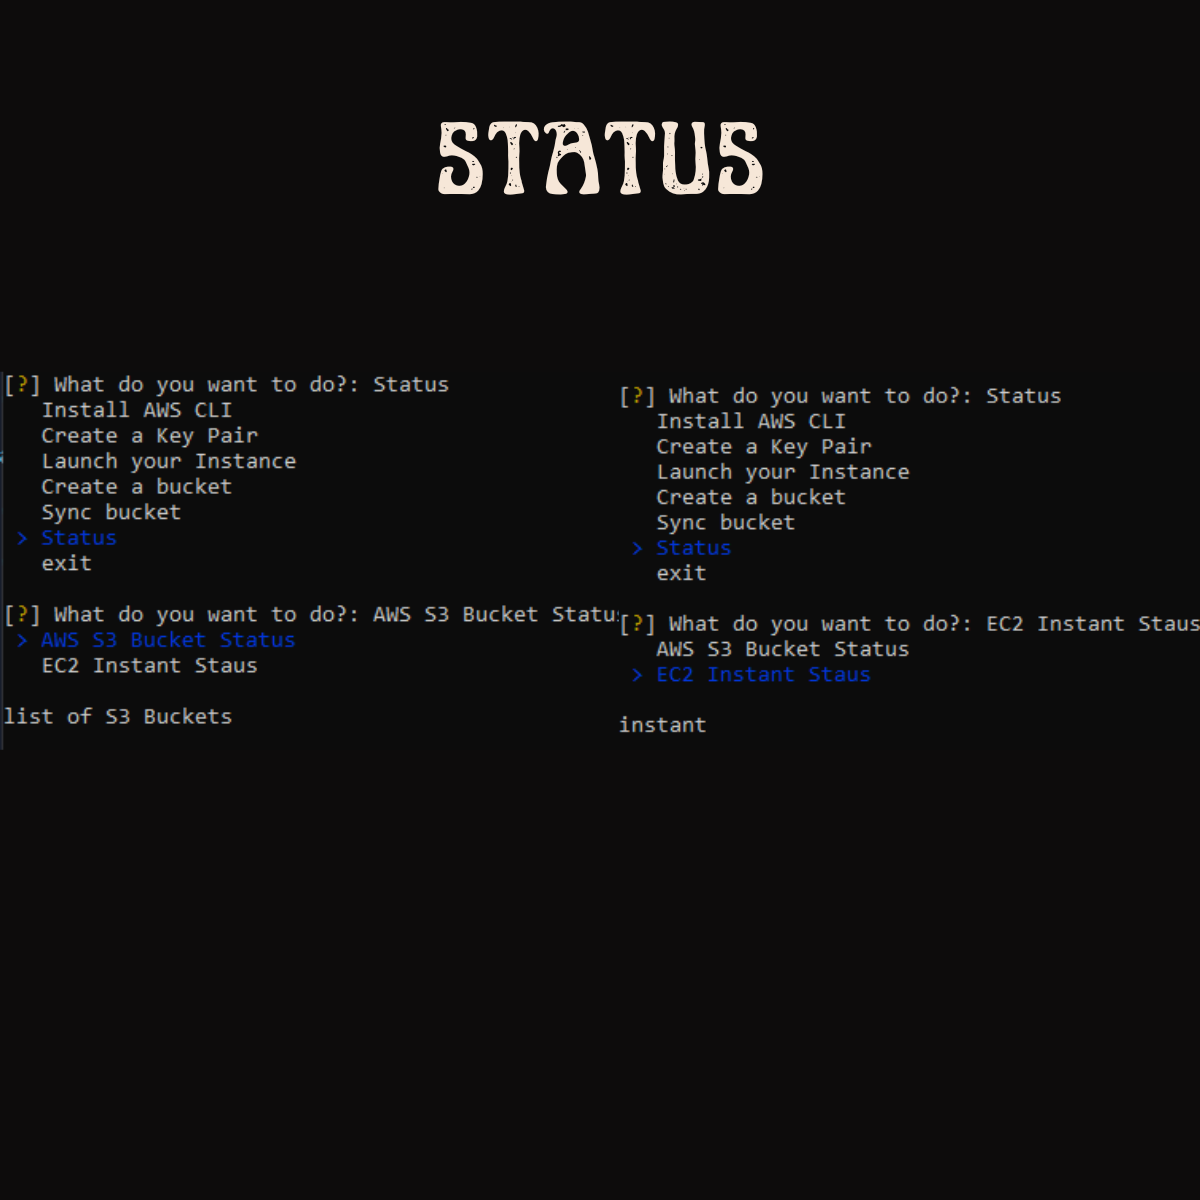 STATUS
[?] What do you want to do?: Status
Install AWS CLI
Create a Key Pair
Launch your Instance
Create a bucket
Sync bucket
> Status
exit
[?] What do you want to do?: AWS S3 Bucket Statu
> AWS S3 Bucket Status
EC2 Instant Staus
list of S3 Buckets
[?] What do you want to do?: Status
Install AWS CLI
Create a Key Pair
Launch your Instance
Create a bucket
Sync bucket
> Status
exit
[?] What do you want to do?: EC2 Instant Staus
AWS S3 Bucket Status
> EC2 Instant Staus
instant